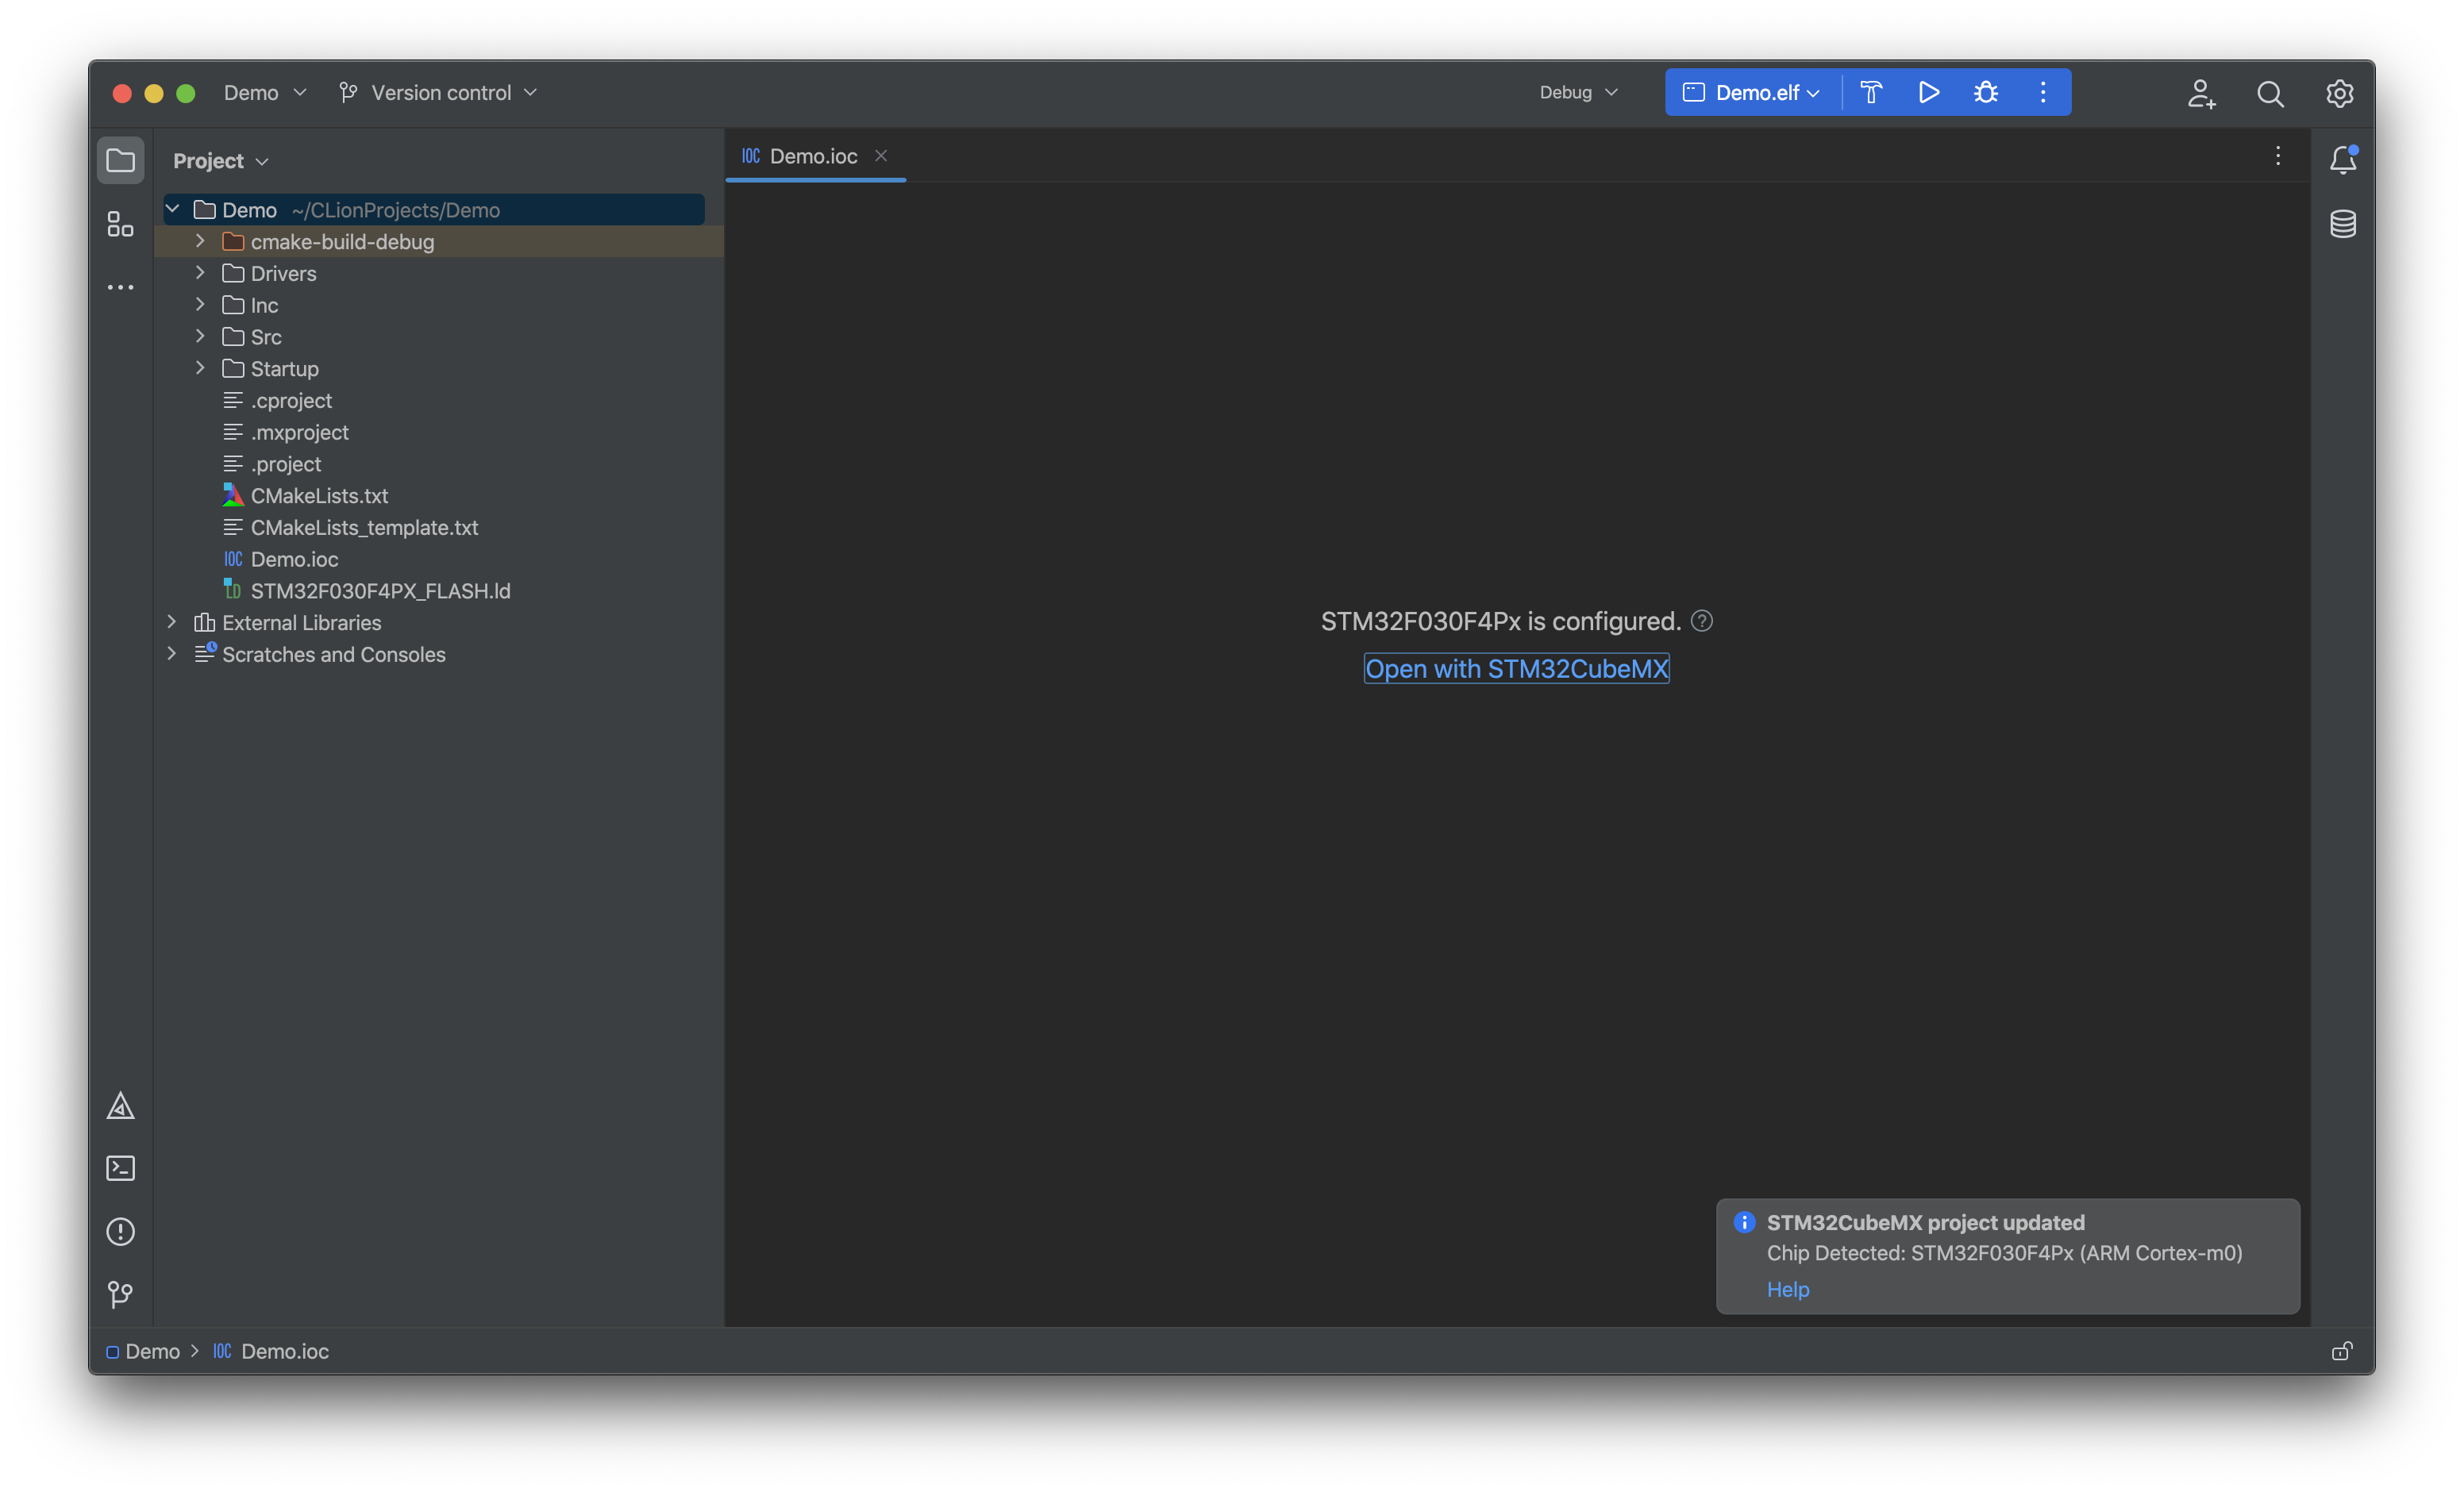 Demo
Version control
Debug
Demo.elf
Project
IOC Demo.ioc
Demo ~/CLionProjects/Demo
cmake-build-debug
Drivers
Inc
Src
Startup
.cproject
.mxproject
.project
CMakeLists.txt
CMakeLists_template.txt
IOC Demo.ioc
LD STM32F030F4PX_FLASH.ld
External Libraries
Scratches and Consoles
STM32F030F4Px is configured. ?
Open with STM32CubeMX
STM32CubeMX project updated
Chip Detected: STM32F030F4Px (ARM Cortex-m0)
Help
Demo > IOC Demo.ioc